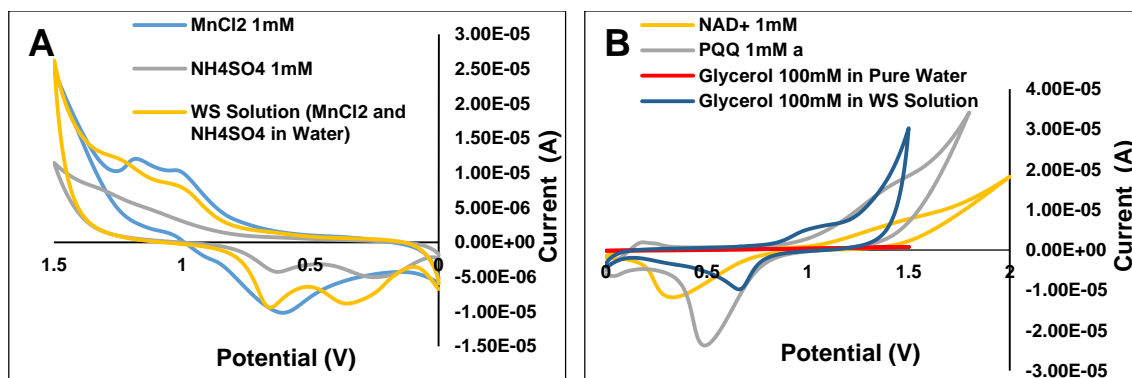 A
MnCl2 1mM
NH4SO4 1mM
WS Solution (MnCl2 and
NH4SO4 in Water)
3.00E-05
2.50E-05
2.00E-05
1.50E-05
1.00E-05
5.00E-06
0.00E+00
-5.00E-06
-1.00E-05
-1.50E-05
Current (A)
1.5
1
0.5
0
Potential (V)
B
NAD+ 1mM
PQQ 1mM a
Glycerol 100mM in Pure Water
Glycerol 100mM in WS Solution
4.00E-05
3.00E-05
2.00E-05
1.00E-05
0.00E+00
-1.00E-05
-2.00E-05
-3.00E-05
Current (A)
0
0.5
1
1.5
2
Potential (V)